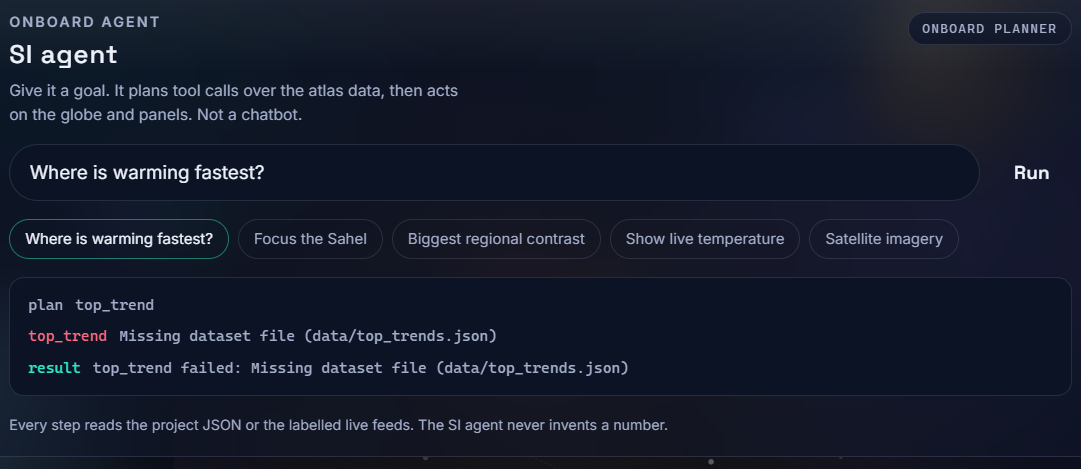 ONBOARD AGENT
ONBOARD PLANNER
SI agent
Give it a goal. It plans tool calls over the atlas data, then acts
on the globe and panels. Not a chatbot.
Where is warming fastest?
Run
Where is warming fastest?
Focus the Sahel
Biggest regional contrast
Show live temperature
Satellite imagery
plan top_trend
top_trend Missing dataset file (data/top_trends.json)
result top_trend failed: Missing dataset file (data/top_trends.json)
Every step reads the project JSON or the labelled live feeds. The SI agent never invents a number.